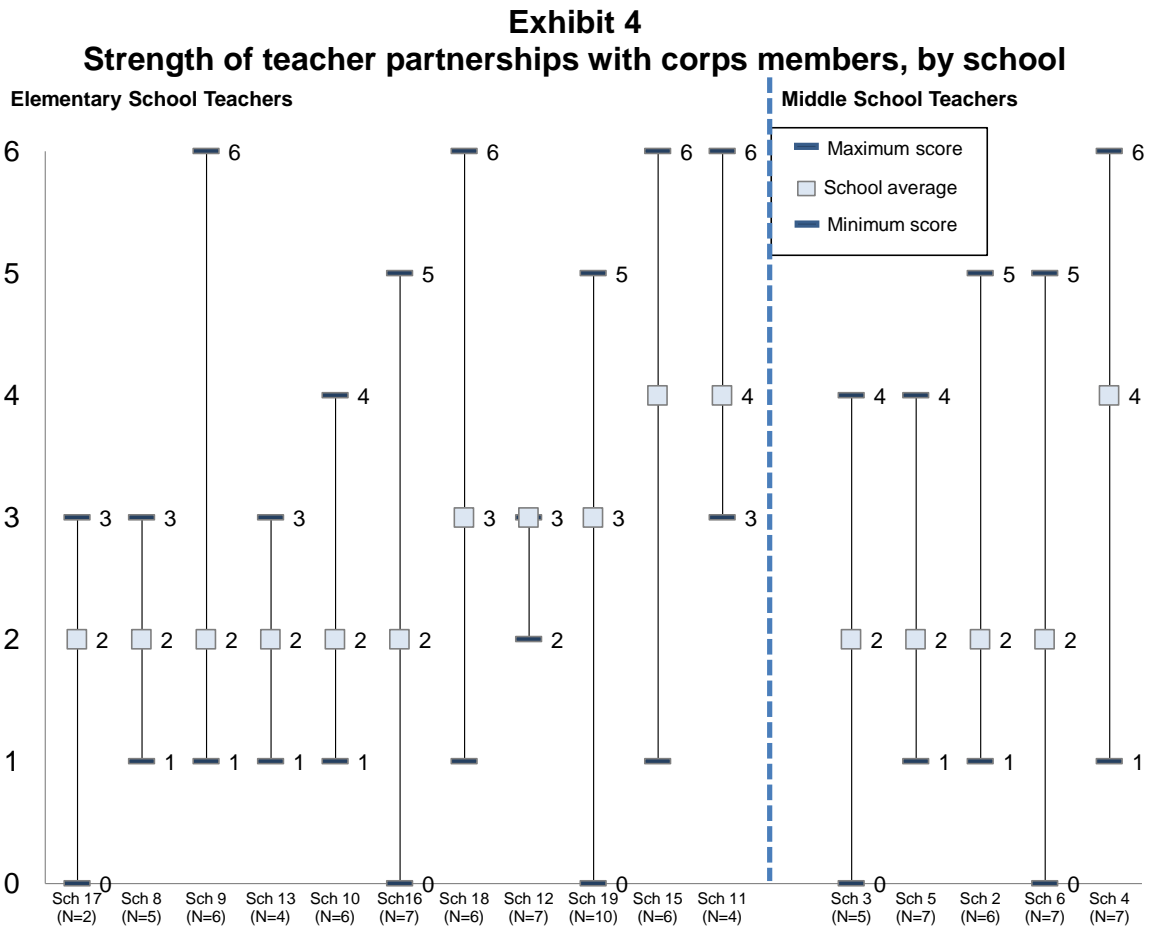 Exhibit 4
Strength of teacher partnerships with corps members, by school
Elementary School Teachers
Middle School Teachers
Maximum score
School average
Minimum score
6
5
4
3
2
1
0
3
2
0
3
2
1
6
2
1
3
2
1
4
2
1
5
2
0
6
3
3
2
5
3
0
6
6
4
3
4
2
0
4
2
1
5
2
1
5
2
0
6
4
1
Sch 17
(N=2)
Sch 8
(N=5)
Sch 9
(N=6)
Sch 13
(N=4)
Sch 10
(N=6)
Sch16
(N=7)
Sch 18
(N=6)
Sch 12
(N=7)
Sch 19
(N=10)
Sch 15
(N=6)
Sch 11
(N=4)
Sch 3
(N=5)
Sch 5
(N=7)
Sch 2
(N=6)
Sch 6
(N=7)
Sch 4
(N=7)